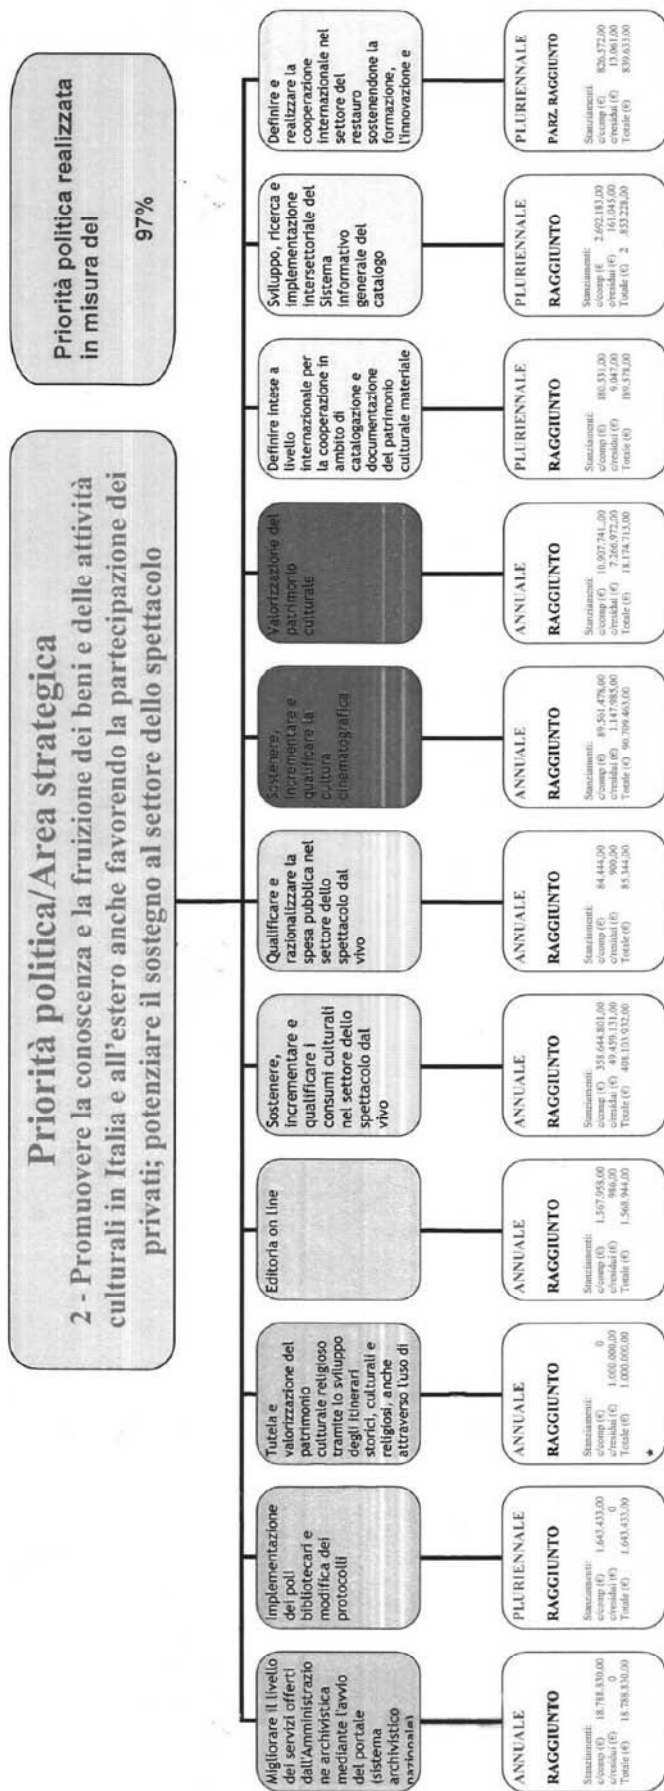 Priorità politica/Area strategica
2 - Promuovere la conoscenza e la fruizione dei beni e delle attività
culturali in Italia e all'estero anche favorendo la partecipazione dei
privati; potenziare il sostegno al settore dello spettacolo
Priorità politica realizzata
in misura del
97%
Migliorare il livello
dei servizi offerti
dall'Amministrazio
ne archivistica
mediante l'avvio
del portale
(sistema
archivistico
nazionale)
ANNUALE
RAGGIUNTO
Stanziamenti:
c/comp (€) 18.788.830,00
c/residui (€) 0
Totale (€) 18.788.830,00
Implementazione
dei poli
bibliotecari e
modifica dei
protocolli
PLURIENNALE
RAGGIUNTO
Stanziamenti:
c/comp (€) 1.643.433,00
c/residui (€) 0
Totale (€) 1.643.433,00
Tutela e
valorizzazione del
patrimonio
culturale religioso
tramite lo sviluppo
degli itinerari
storici, culturali e
religiosi, anche
attraverso l'uso di
ANNUALE
RAGGIUNTO
Stanziamenti:
c/comp (€) 0
c/residui (€) 1.000.000,00
Totale (€) 1.000.000,00
*
Editoria on line
ANNUALE
RAGGIUNTO
Stanziamenti:
c/comp (€) 1.567.958,00
c/residui (€) 986,00
Totale (€) 1.568.944,00
Sostenere,
incrementare e
qualificare i
consumi culturali
nel settore dello
spettacolo dal
vivo
ANNUALE
RAGGIUNTO
Stanziamenti:
c/comp (€) 358.644.801,00
c/residui (€) 49.459.131,00
Totale (€) 408.103.932,00
Qualificare e
razionalizzare la
spesa pubblica nel
settore dello
spettacolo dal
vivo
ANNUALE
RAGGIUNTO
Stanziamenti:
c/comp (€) 84.444,00
c/residui (€) 900,00
Totale (€) 85.344,00
Sostenere,
incrementare e
qualificare la
cultura
cinematografica
ANNUALE
RAGGIUNTO
Stanziamenti:
c/comp (€) 89.561.478,00
c/residui (€) 1.147.985,00
Totale (€) 90.709.463,00
Valorizzazione del
patrimonio
culturale
ANNUALE
RAGGIUNTO
Stanziamenti:
c/comp (€) 10.907.741,00
c/residui (€) 7.266.972,00
Totale (€) 18.174.713,00
Definire intese a
livello
internazionale per
la cooperazione in
ambito di
catalogazione e
documentazione
del patrimonio
culturale materiale
PLURIENNALE
RAGGIUNTO
Stanziamenti:
c/comp (€) 180.331,00
c/residui (€) 9.047,00
Totale (€) 189.378,00
Sviluppo, ricerca e
implementazione
intersettoriale del
Sistema
informativo
generale del
catalogo
PLURIENNALE
RAGGIUNTO
Stanziamenti:
c/comp (€ 2.692.183,00
c/residui (€) 161.045,00
Totale (€) 2 .853.228,00
Definire e
realizzare la
cooperazione
internazionale nel
settore del
restauro
sostenendone la
formazione,
l'innovazione e
PLURIENNALE
PARZ. RAGGIUNTO
Stanziamenti:
c/comp (€) 826.572,00
c/residui (€) 13.061,00
Totale (€) 839.633,00